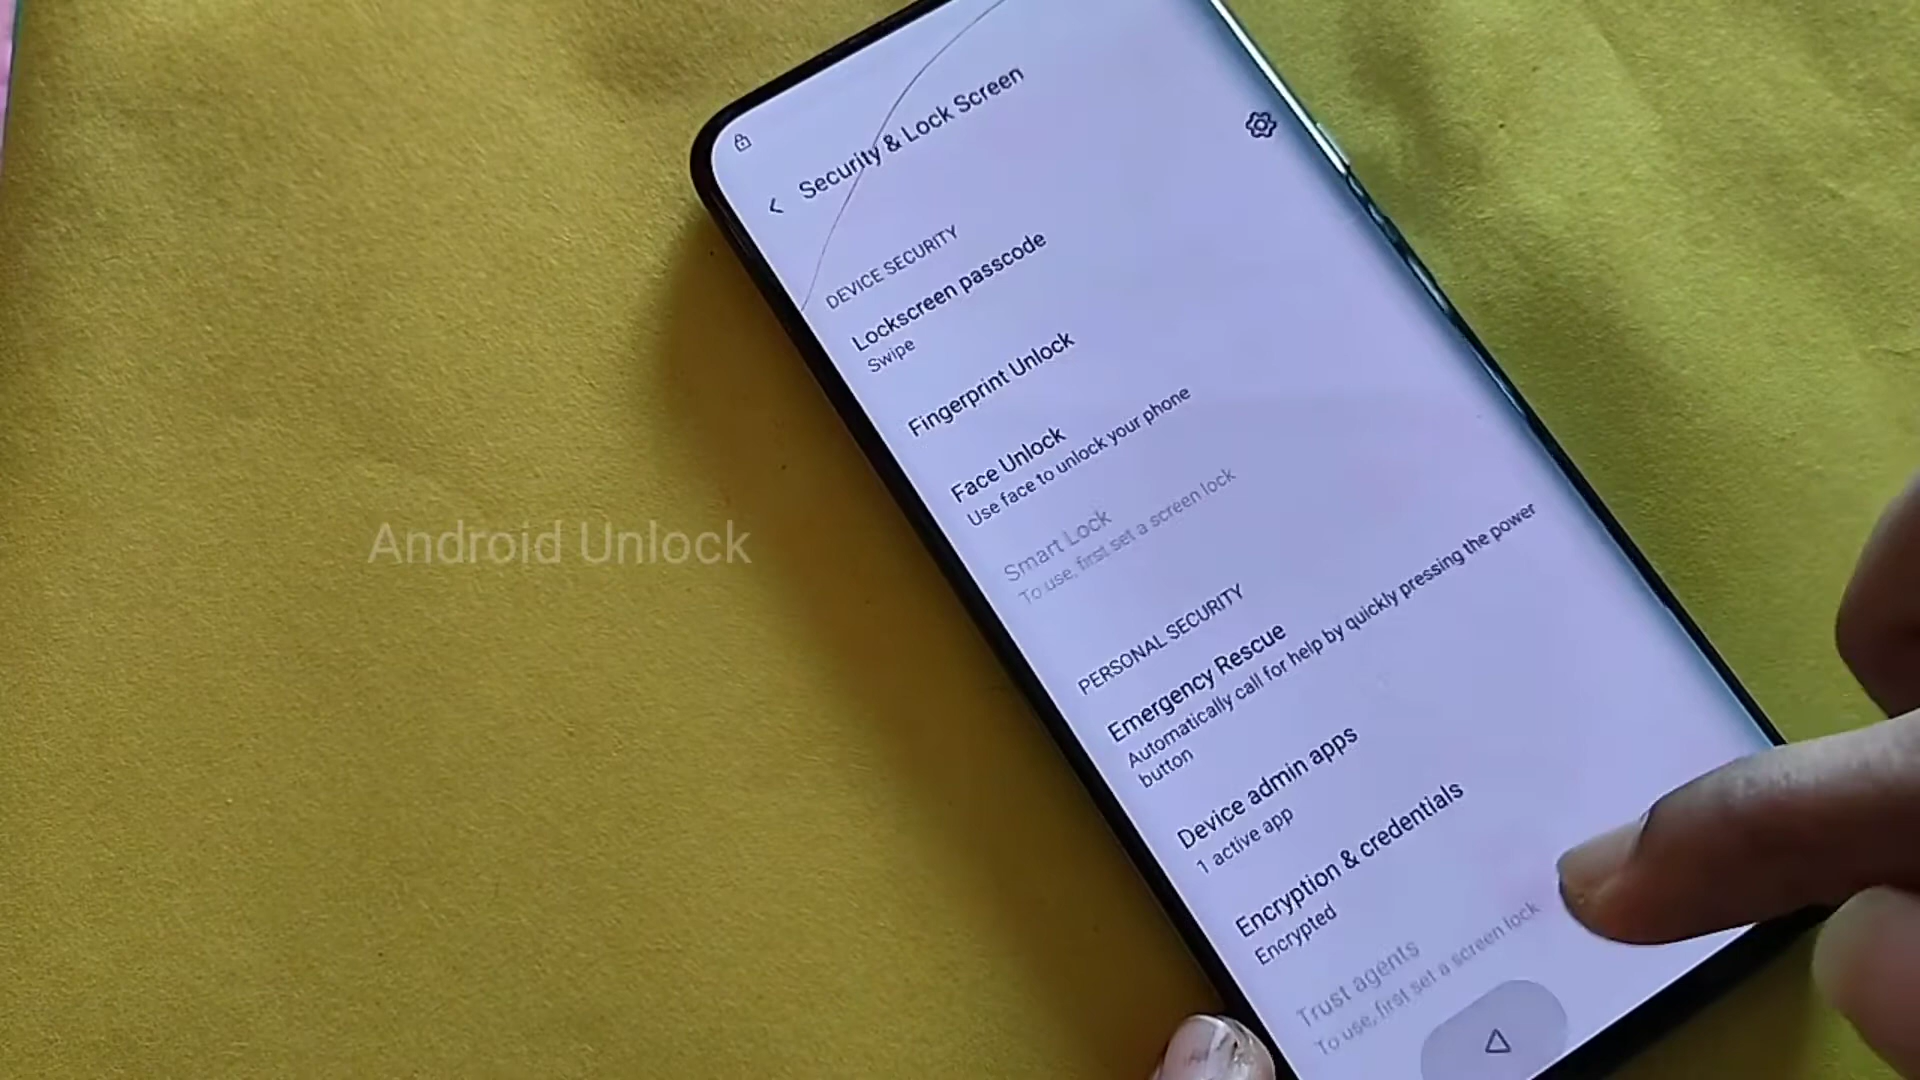 Security & Lock Screen
DEVICE SECURITY
Lockscreen passcode
Swipe
Fingerprint Unlock
Face Unlock
Use face to unlock your phone
Smart Lock
To use, first set a screen lock
PERSONAL SECURITY
Emergency Rescue
Automatically call for help by quickly pressing the power
button
Device admin apps
1 active app
Encryption & credentials
Encrypted
Trust agents
To use, first set a screen lock
Android Unlock